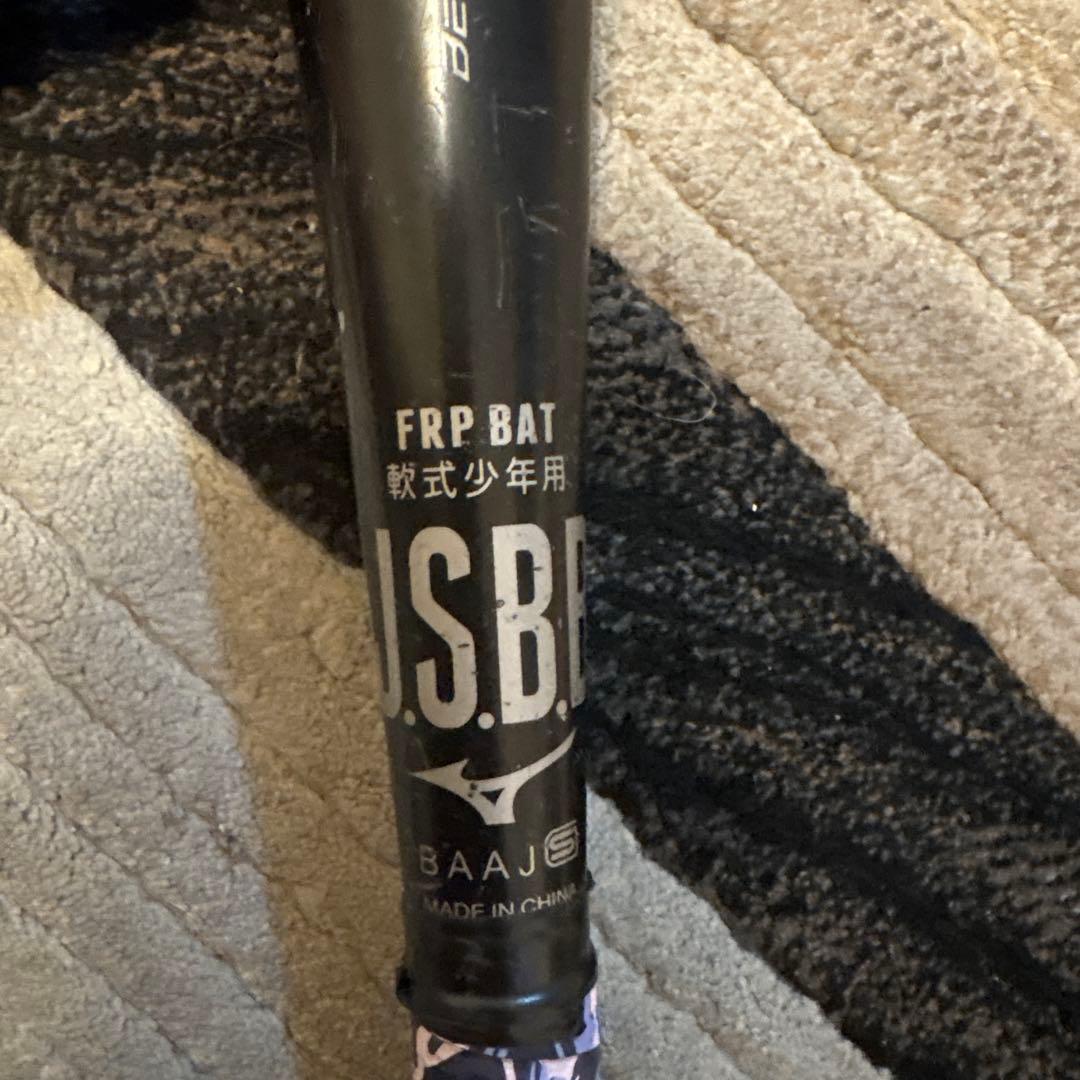 FRP BAT
軟式少年用
J.S.B.B
BAAJ S
MADE IN CHINA